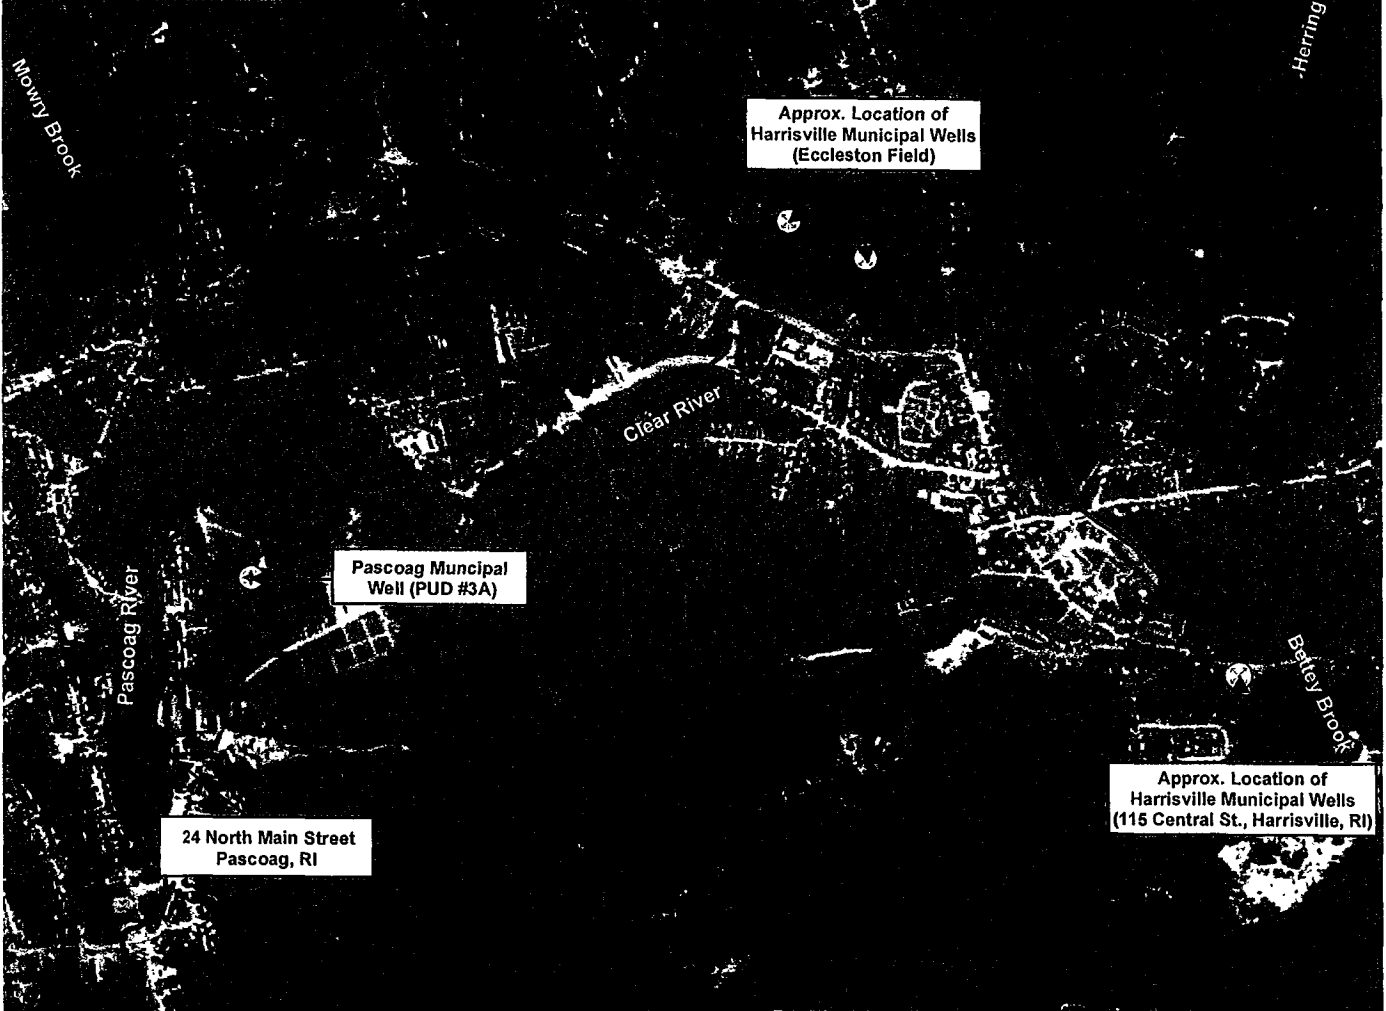 Herring
Mowry Brook
Approx. Location of
Harrisville Municipal Wells
(Eccleston Field)
Clear River
Pascoag Muncipal
Well (PUD #3A)
Pascoag River
Bettey Brook
Approx. Location of
Harrisville Municipal Wells
(115 Central St., Harrisville, RI)
24 North Main Street
Pascoag, RI